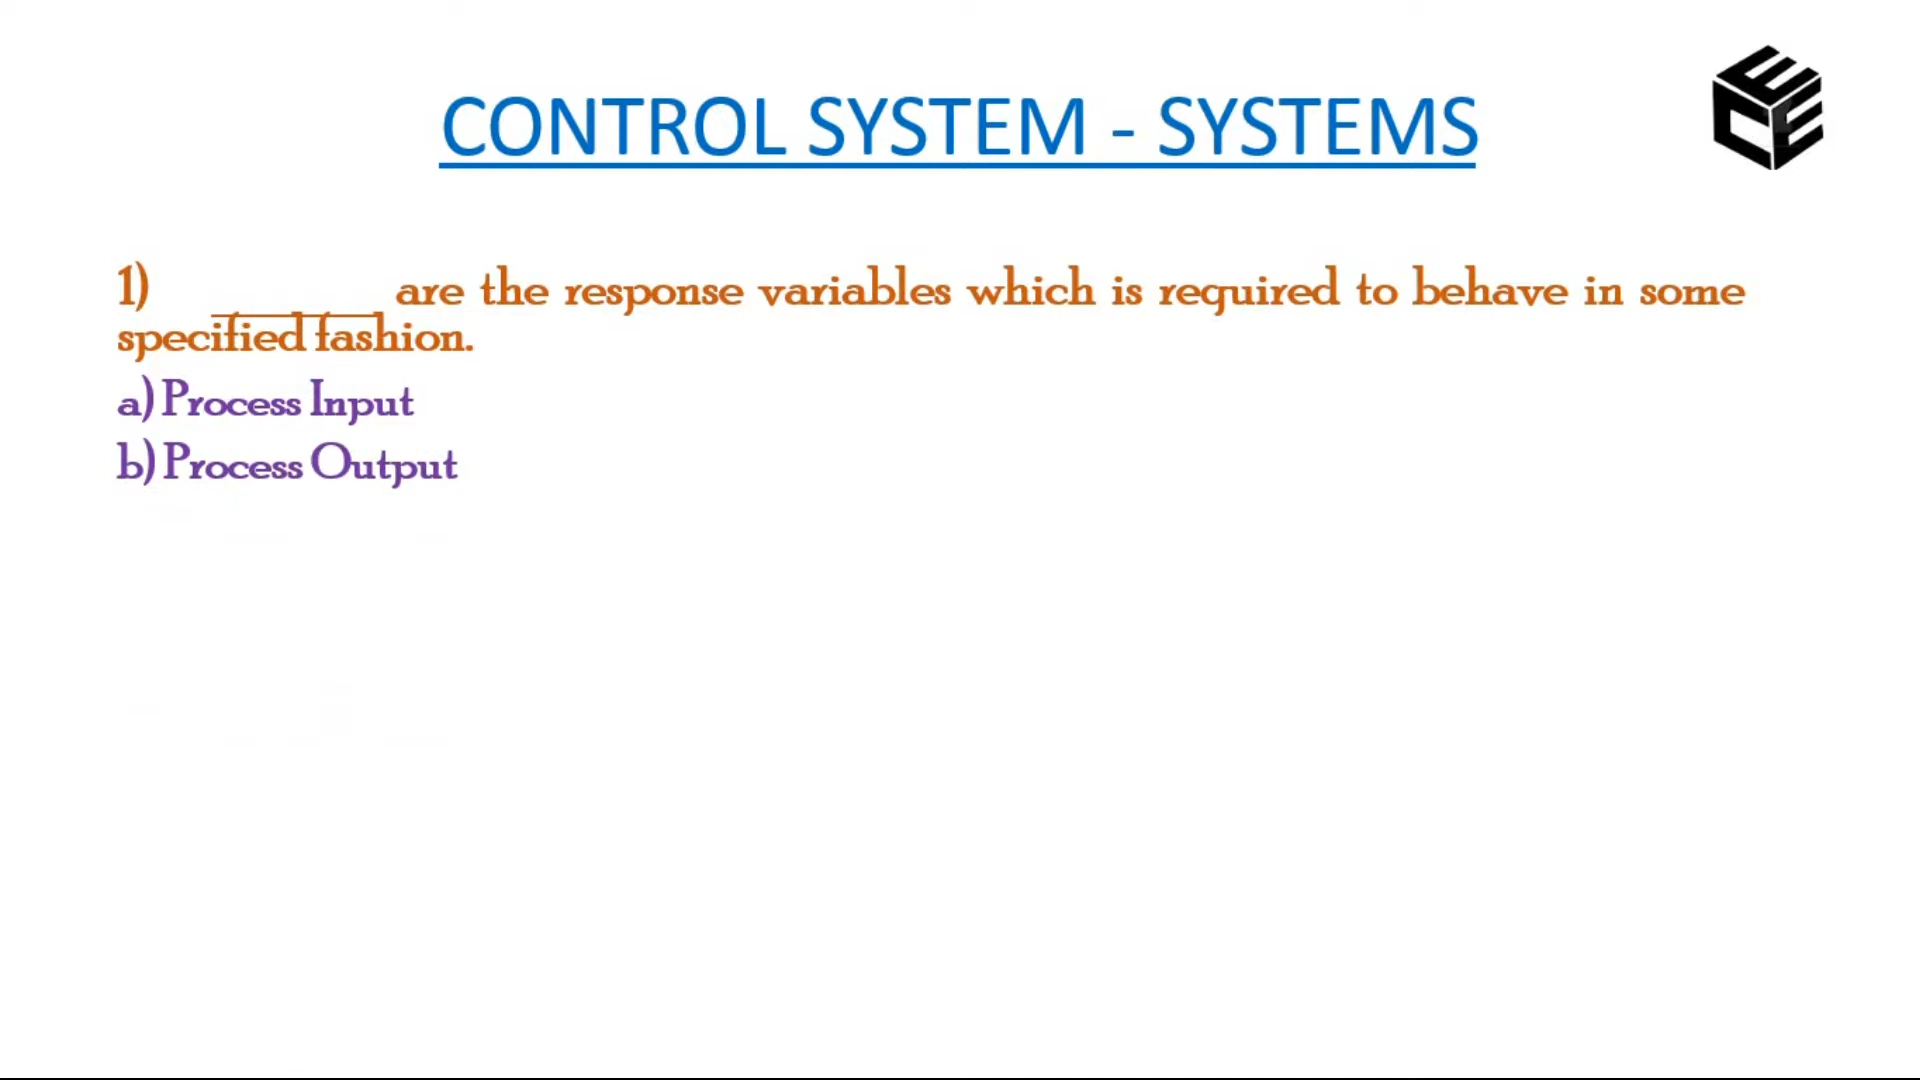 CONTROL SYSTEM - SYSTEMS
ECE
1) ________ are the response variables which is required to behave in some
specified fashion.
a) Process Input
b) Process Output